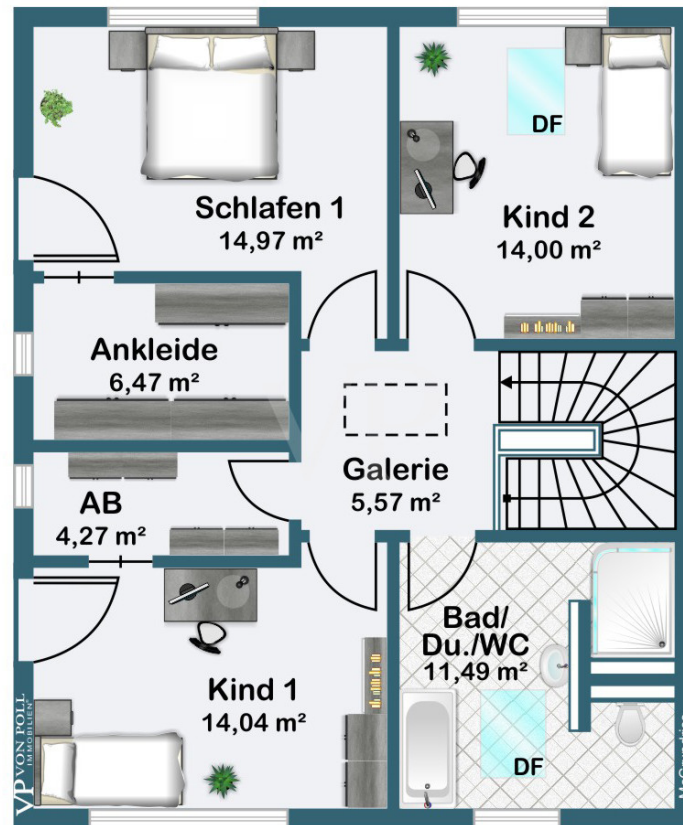 DF
Schlafen 1
14,97 m²
Kind 2
14,00 m²
Ankleide
6,47 m²
Galerie
5,57 m²
AB
4,27 m²
Bad/
Du./WC
11,49 m²
Kind 1
14,04 m²
DF
VP VON POLL
IMMOBILIEN